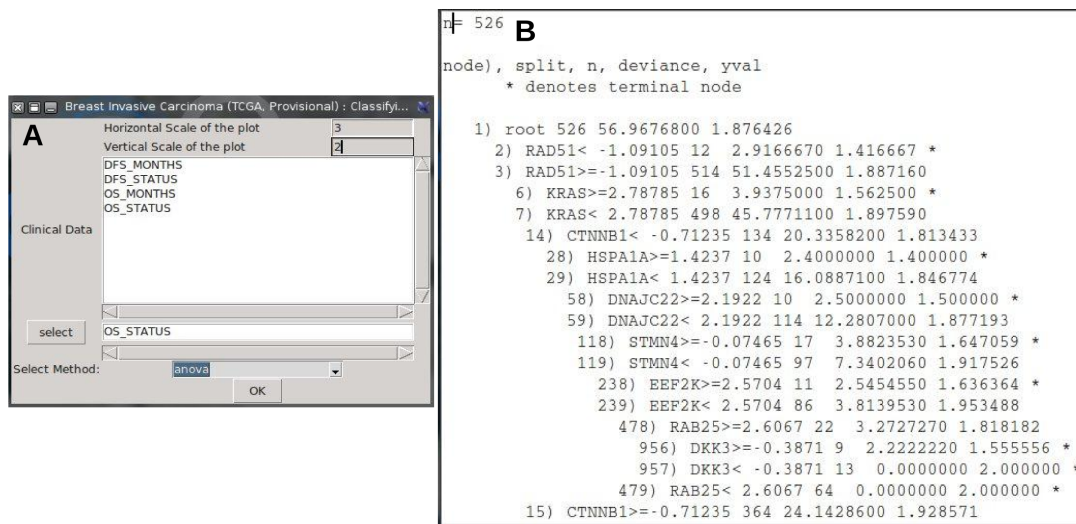 A
Breast Invasive Carcinoma (TCGA, Provisional) : Classifyi...
Horizontal Scale of the plot 3
Vertical Scale of the plot 2
Clinical Data
DFS_MONTHS
DFS_STATUS
OS_MONTHS
OS_STATUS
select OS_STATUS
Select Method: anova
OK
B
n= 526
node), split, n, deviance, yval
* denotes terminal node
1) root 526 56.9676800 1.876426
2) RAD51< -1.09105 12 2.9166670 1.416667 *
3) RAD51>=-1.09105 514 51.4552500 1.887160
6) KRAS>=2.78785 16 3.9375000 1.562500 *
7) KRAS< 2.78785 498 45.7771100 1.897590
14) CTNNB1< -0.71235 134 20.3358200 1.813433
28) HSPA1A>=1.4237 10 2.4000000 1.400000 *
29) HSPA1A< 1.4237 124 16.0887100 1.846774
58) DNAJC22>=2.1922 10 2.5000000 1.500000 *
59) DNAJC22< 2.1922 114 12.2807000 1.877193
118) STMN4>=-0.07465 17 3.8823530 1.647059 *
119) STMN4< -0.07465 97 7.3402060 1.917526
238) EEF2K>=2.5704 11 2.5454550 1.636364 *
239) EEF2K< 2.5704 86 3.8139530 1.953488
478) RAB25>=2.6067 22 3.2727270 1.818182
956) DKK3>=-0.3871 9 2.2222220 1.555556 *
957) DKK3< -0.3871 13 0.0000000 2.000000 *
479) RAB25< 2.6067 64 0.0000000 2.000000 *
15) CTNNB1>=-0.71235 364 24.1428600 1.928571